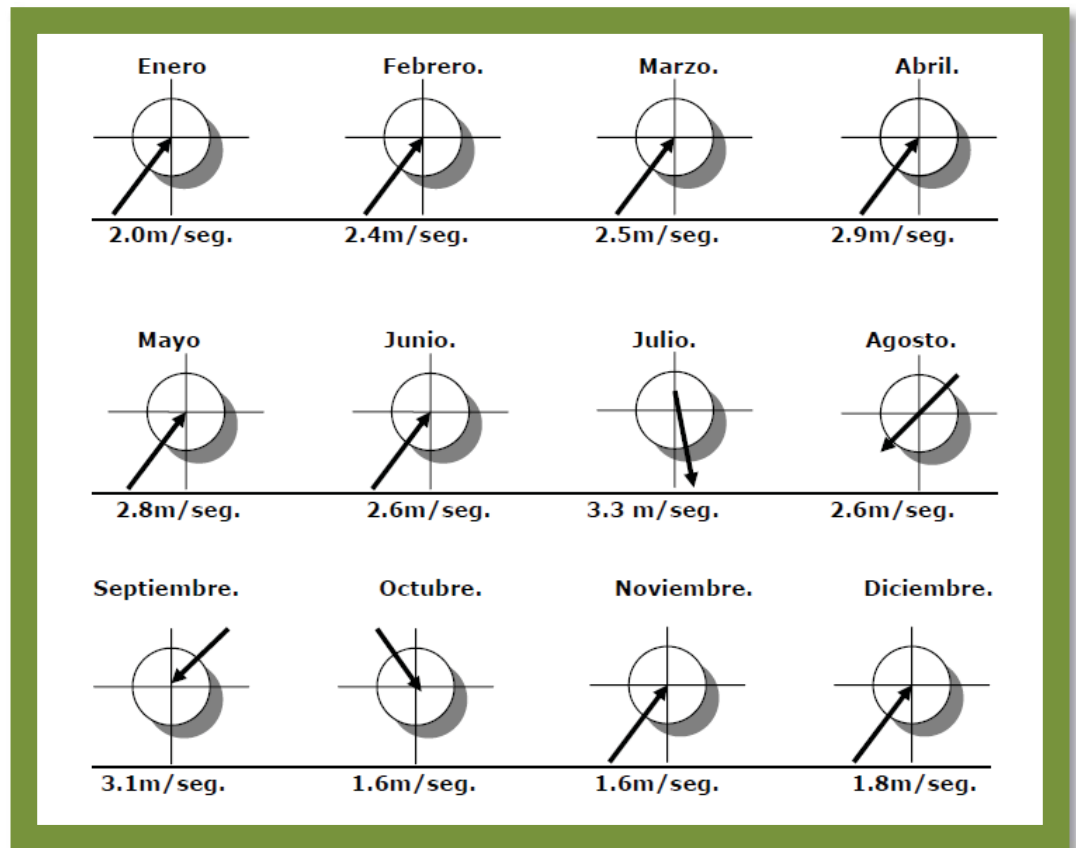 Enero Febrero. Marzo. Abril.
2.0m/seg. 2.4m/seg. 2.5m/seg. 2.9m/seg.
Mayo Junio. Julio. Agosto.
2.8m/seg. 2.6m/seg. 3.3 m/seg. 2.6m/seg.
Septiembre. Octubre. Noviembre. Diciembre.
3.1m/seg. 1.6m/seg. 1.6m/seg. 1.8m/seg.